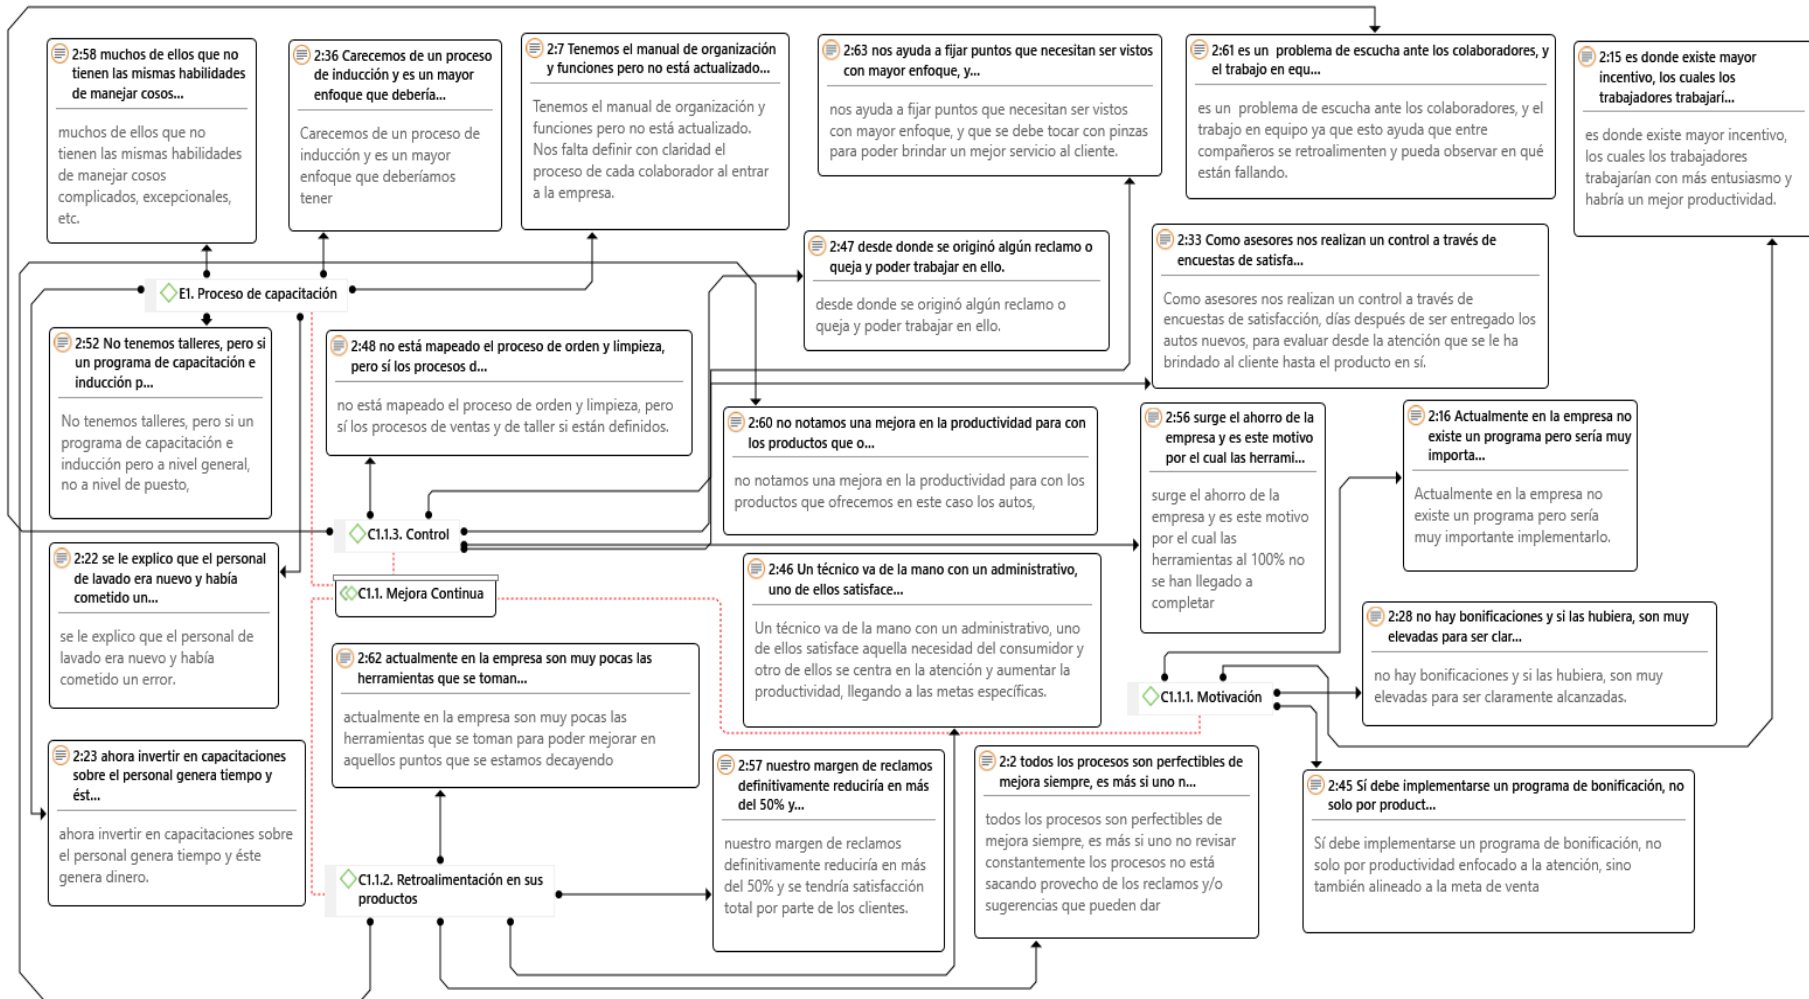 2:58 muchos de ellos que no
tienen las mismas habilidades
de manejar cosos...
muchos de ellos que no
tienen las mismas habilidades
de manejar cosos
complicados, excepcionales,
etc.
2:36 Carecemos de un proceso
de inducción y es un mayor
enfoque que debería...
Carecemos de un proceso de
inducción y es un mayor
enfoque que deberíamos
tener
2:7 Tenemos el manual de organización
y funciones pero no está actualizado...
Tenemos el manual de organización y
funciones pero no está actualizado.
Nos falta definir con claridad el
proceso de cada colaborador al entrar
a la empresa.
2:63 nos ayuda a fijar puntos que necesitan ser vistos
con mayor enfoque, y...
nos ayuda a fijar puntos que necesitan ser vistos
con mayor enfoque, y que se debe tocar con pinzas
para poder brindar un mejor servicio al cliente.
2:61 es un  problema de escucha ante los colaboradores, y
el trabajo en equ...
es un  problema de escucha ante los colaboradores, y el
trabajo en equipo ya que esto ayuda que entre
compañeros se retroalimenten y pueda observar en qué
están fallando.
2:15 es donde existe mayor
incentivo, los cuales los
trabajadores trabajarí...
es donde existe mayor incentivo,
los cuales los trabajadores
trabajarían con más entusiasmo y
habría un mejor productividad.
2:47 desde donde se originó algún reclamo o
queja y poder trabajar en ello.
desde donde se originó algún reclamo o
queja y poder trabajar en ello.
2:33 Como asesores nos realizan un control a través de
encuestas de satisfa...
Como asesores nos realizan un control a través de
encuestas de satisfacción, días después de ser entregado los
autos nuevos, para evaluar desde la atención que se le ha
brindado al cliente hasta el producto en sí.
E1. Proceso de capacitación
2:52 No tenemos talleres, pero si
un programa de capacitación e
inducción p...
No tenemos talleres, pero si un
programa de capacitación e
inducción pero a nivel general,
no a nivel de puesto,
2:48 no está mapeado el proceso de orden y limpieza,
pero sí los procesos d...
no está mapeado el proceso de orden y limpieza, pero
sí los procesos de ventas y de taller si están definidos.
2:60 no notamos una mejora en la productividad para con
los productos que o...
no notamos una mejora en la productividad para con los
productos que ofrecemos en este caso los autos,
2:56 surge el ahorro de la
empresa y es este motivo
por el cual las herrami...
surge el ahorro de la
empresa y es este motivo
por el cual las
herramientas al 100% no
se han llegado a
completar
2:16 Actualmente en la empresa no
existe un programa pero sería muy
importa...
Actualmente en la empresa no
existe un programa pero sería
muy importante implementarlo.
C1.1.3. Control
2:22 se le explico que el personal
de lavado era nuevo y había
cometido un...
se le explico que el personal de
lavado era nuevo y había
cometido un error.
C1.1. Mejora Continua
2:46 Un técnico va de la mano con un administrativo,
uno de ellos satisface...
Un técnico va de la mano con un administrativo, uno
de ellos satisface aquella necesidad del consumidor y
otro de ellos se centra en la atención y aumentar la
productividad, llegando a las metas específicas.
2:28 no hay bonificaciones y si las hubiera, son muy
elevadas para ser clar...
no hay bonificaciones y si las hubiera, son muy
elevadas para ser claramente alcanzadas.
2:62 actualmente en la empresa son muy pocas las
herramientas que se toman...
actualmente en la empresa son muy pocas las
herramientas que se toman para poder mejorar en
aquellos puntos que se estamos decayendo
C1.1.1. Motivación
2:23 ahora invertir en capacitaciones
sobre el personal genera tiempo y
ést...
ahora invertir en capacitaciones sobre
el personal genera tiempo y éste
genera dinero.
2:57 nuestro margen de reclamos
definitivamente reduciría en más
del 50% y...
nuestro margen de reclamos
definitivamente reduciría en más
del 50% y se tendría satisfacción
total por parte de los clientes.
2:2 todos los procesos son perfectibles de
mejora siempre, es más si uno n...
todos los procesos son perfectibles de
mejora siempre, es más si uno no revisar
constantemente los procesos no está
sacando provecho de los reclamos y/o
sugerencias que pueden dar
2:45 Sí debe implementarse un programa de bonificación, no
solo por product...
Sí debe implementarse un programa de bonificación, no
solo por productividad enfocado a la atención, sino
también alineado a la meta de venta
C1.1.2. Retroalimentación en sus
productos